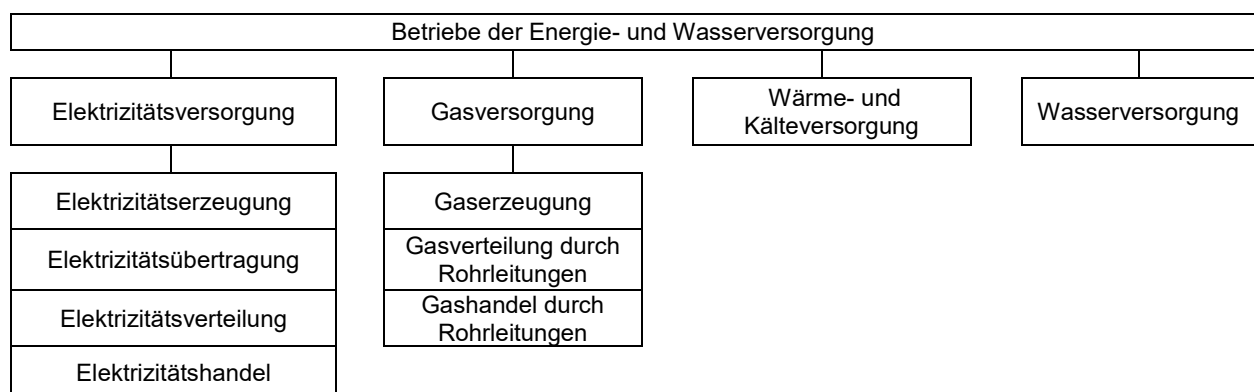 Betriebe der Energie- und Wasserversorgung
Elektrizitätsversorgung
Gasversorgung
Wärme- und
Kälteversorgung
Wasserversorgung
Elektrizitätserzeugung
Elektrizitätsübertragung
Elektrizitätsverteilung
Elektrizitätshandel
Gaserzeugung
Gasverteilung durch
Rohrleitungen
Gashandel durch
Rohrleitungen